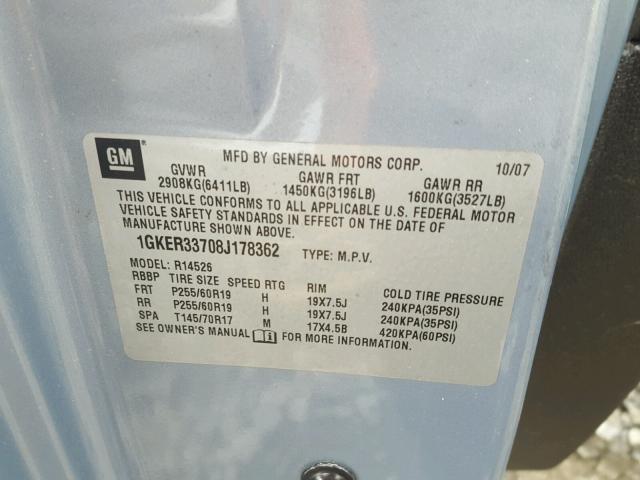 GM
MFD BY GENERAL MOTORS CORP. 10/07
GVWR GAWR FRT GAWR RR
2908KG(6411LB) 1450KG(3196LB) 1600KG(3527LB)
THIS VEHICLE CONFORMS TO ALL APPLICABLE U.S. FEDERAL MOTOR
VEHICLE SAFETY STANDARDS IN EFFECT ON THE DATE OF
MANUFACTURE SHOWN ABOVE.
1GKER33708J178362 TYPE: M.P.V.
MODEL: R14526
RBBP TIRE SIZE SPEED RTG RIM COLD TIRE PRESSURE
FRT P255/60R19 H 19X7.5J 240KPA(35PSI)
RR P255/60R19 H 19X7.5J 240KPA(35PSI)
SPA T145/70R17 M 17X4.5B 420KPA(60PSI)
SEE OWNER'S MANUAL FOR MORE INFORMATION.